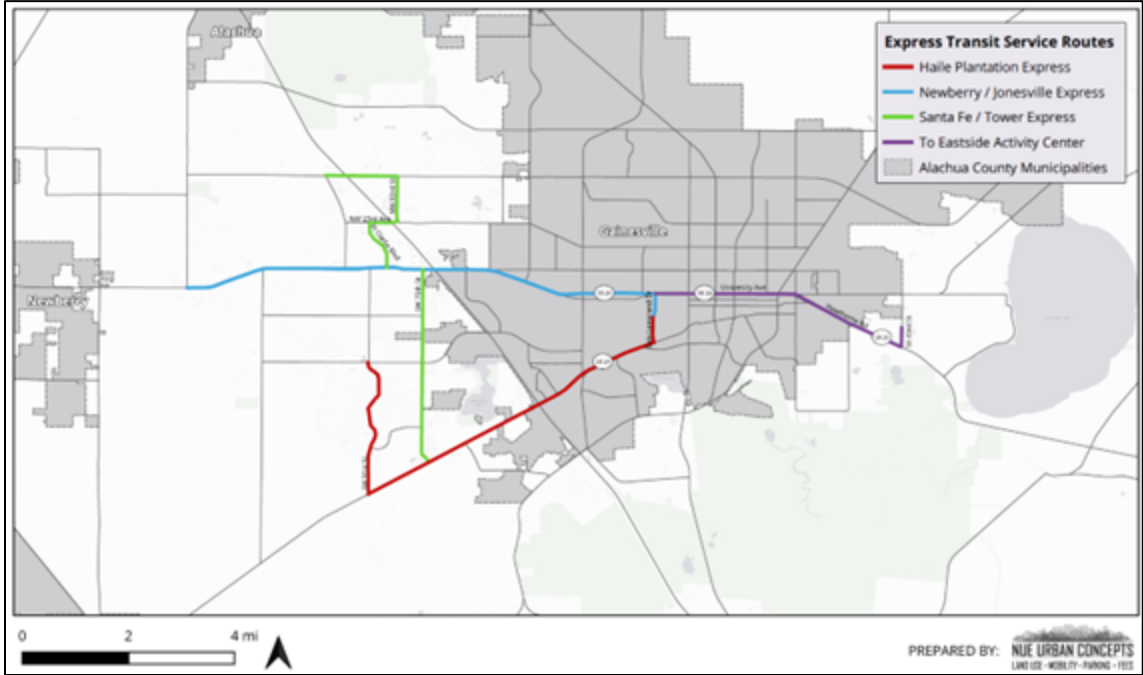 Alachua
Express Transit Service Routes
Haile Plantation Express
Newberry / Jonesville Express
Santa Fe / Tower Express
To Eastside Activity Center
Alachua County Municipalities
Gainesville
Newberry
University Ave
0 2 4 mi
PREPARED BY:
NUE URBAN CONCEPTS
LAND USE • MOBILITY • PARKING • FEES